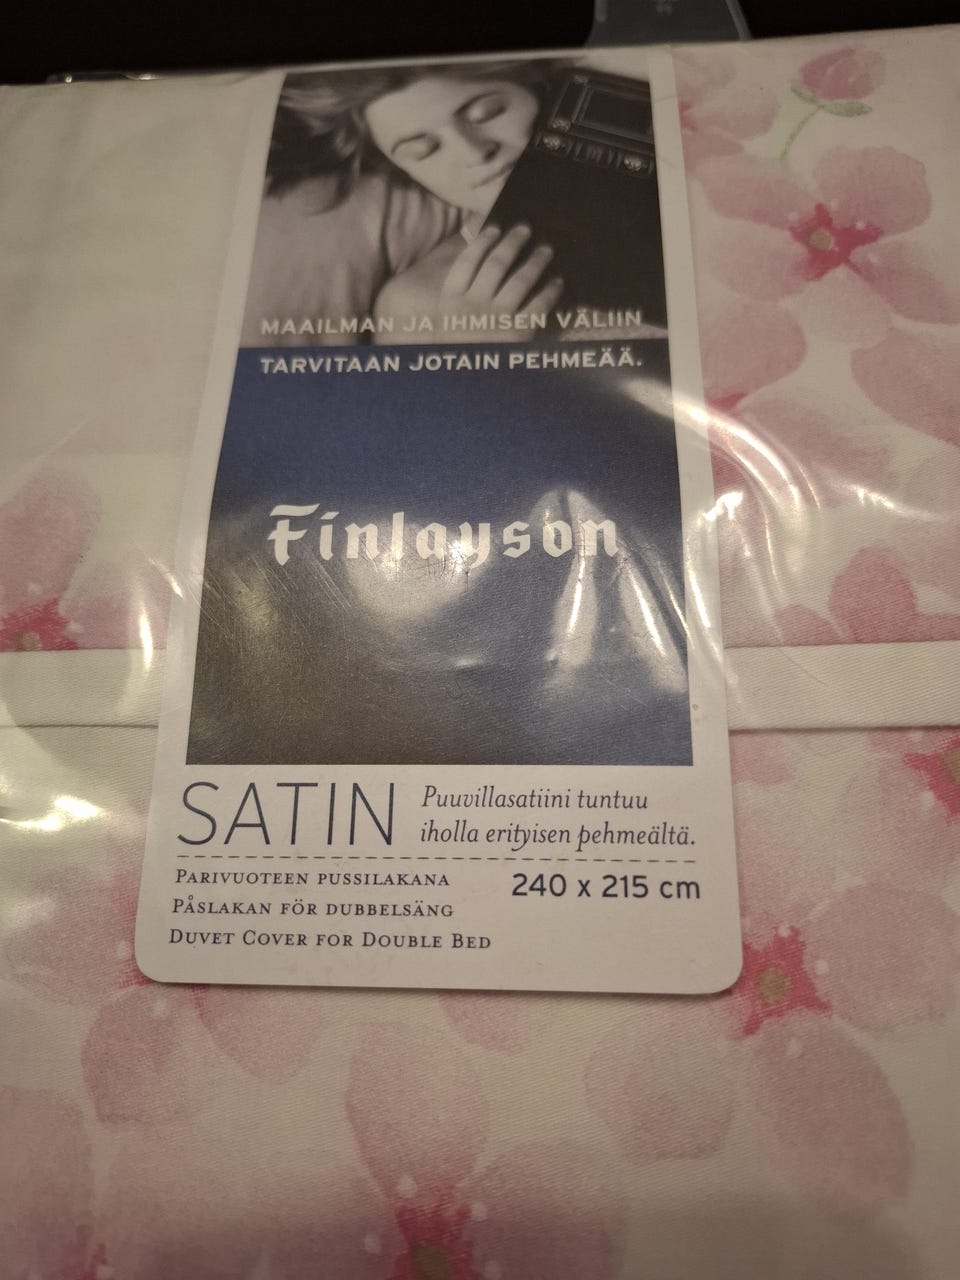 MAAILMAN JA IHMISEN VÄLIIN
TARVITAAN JOTAIN PEHMEÄÄ.
Finlayson
SATIN
Puuvillasatiini tuntuu
iholla erityisen pehmeältä.
PARIVUOTEEN PUSSILAKANA
PÅSLAKAN FÖR DUBBELSÄNG
DUVET COVER FOR DOUBLE BED
240 x 215 cm